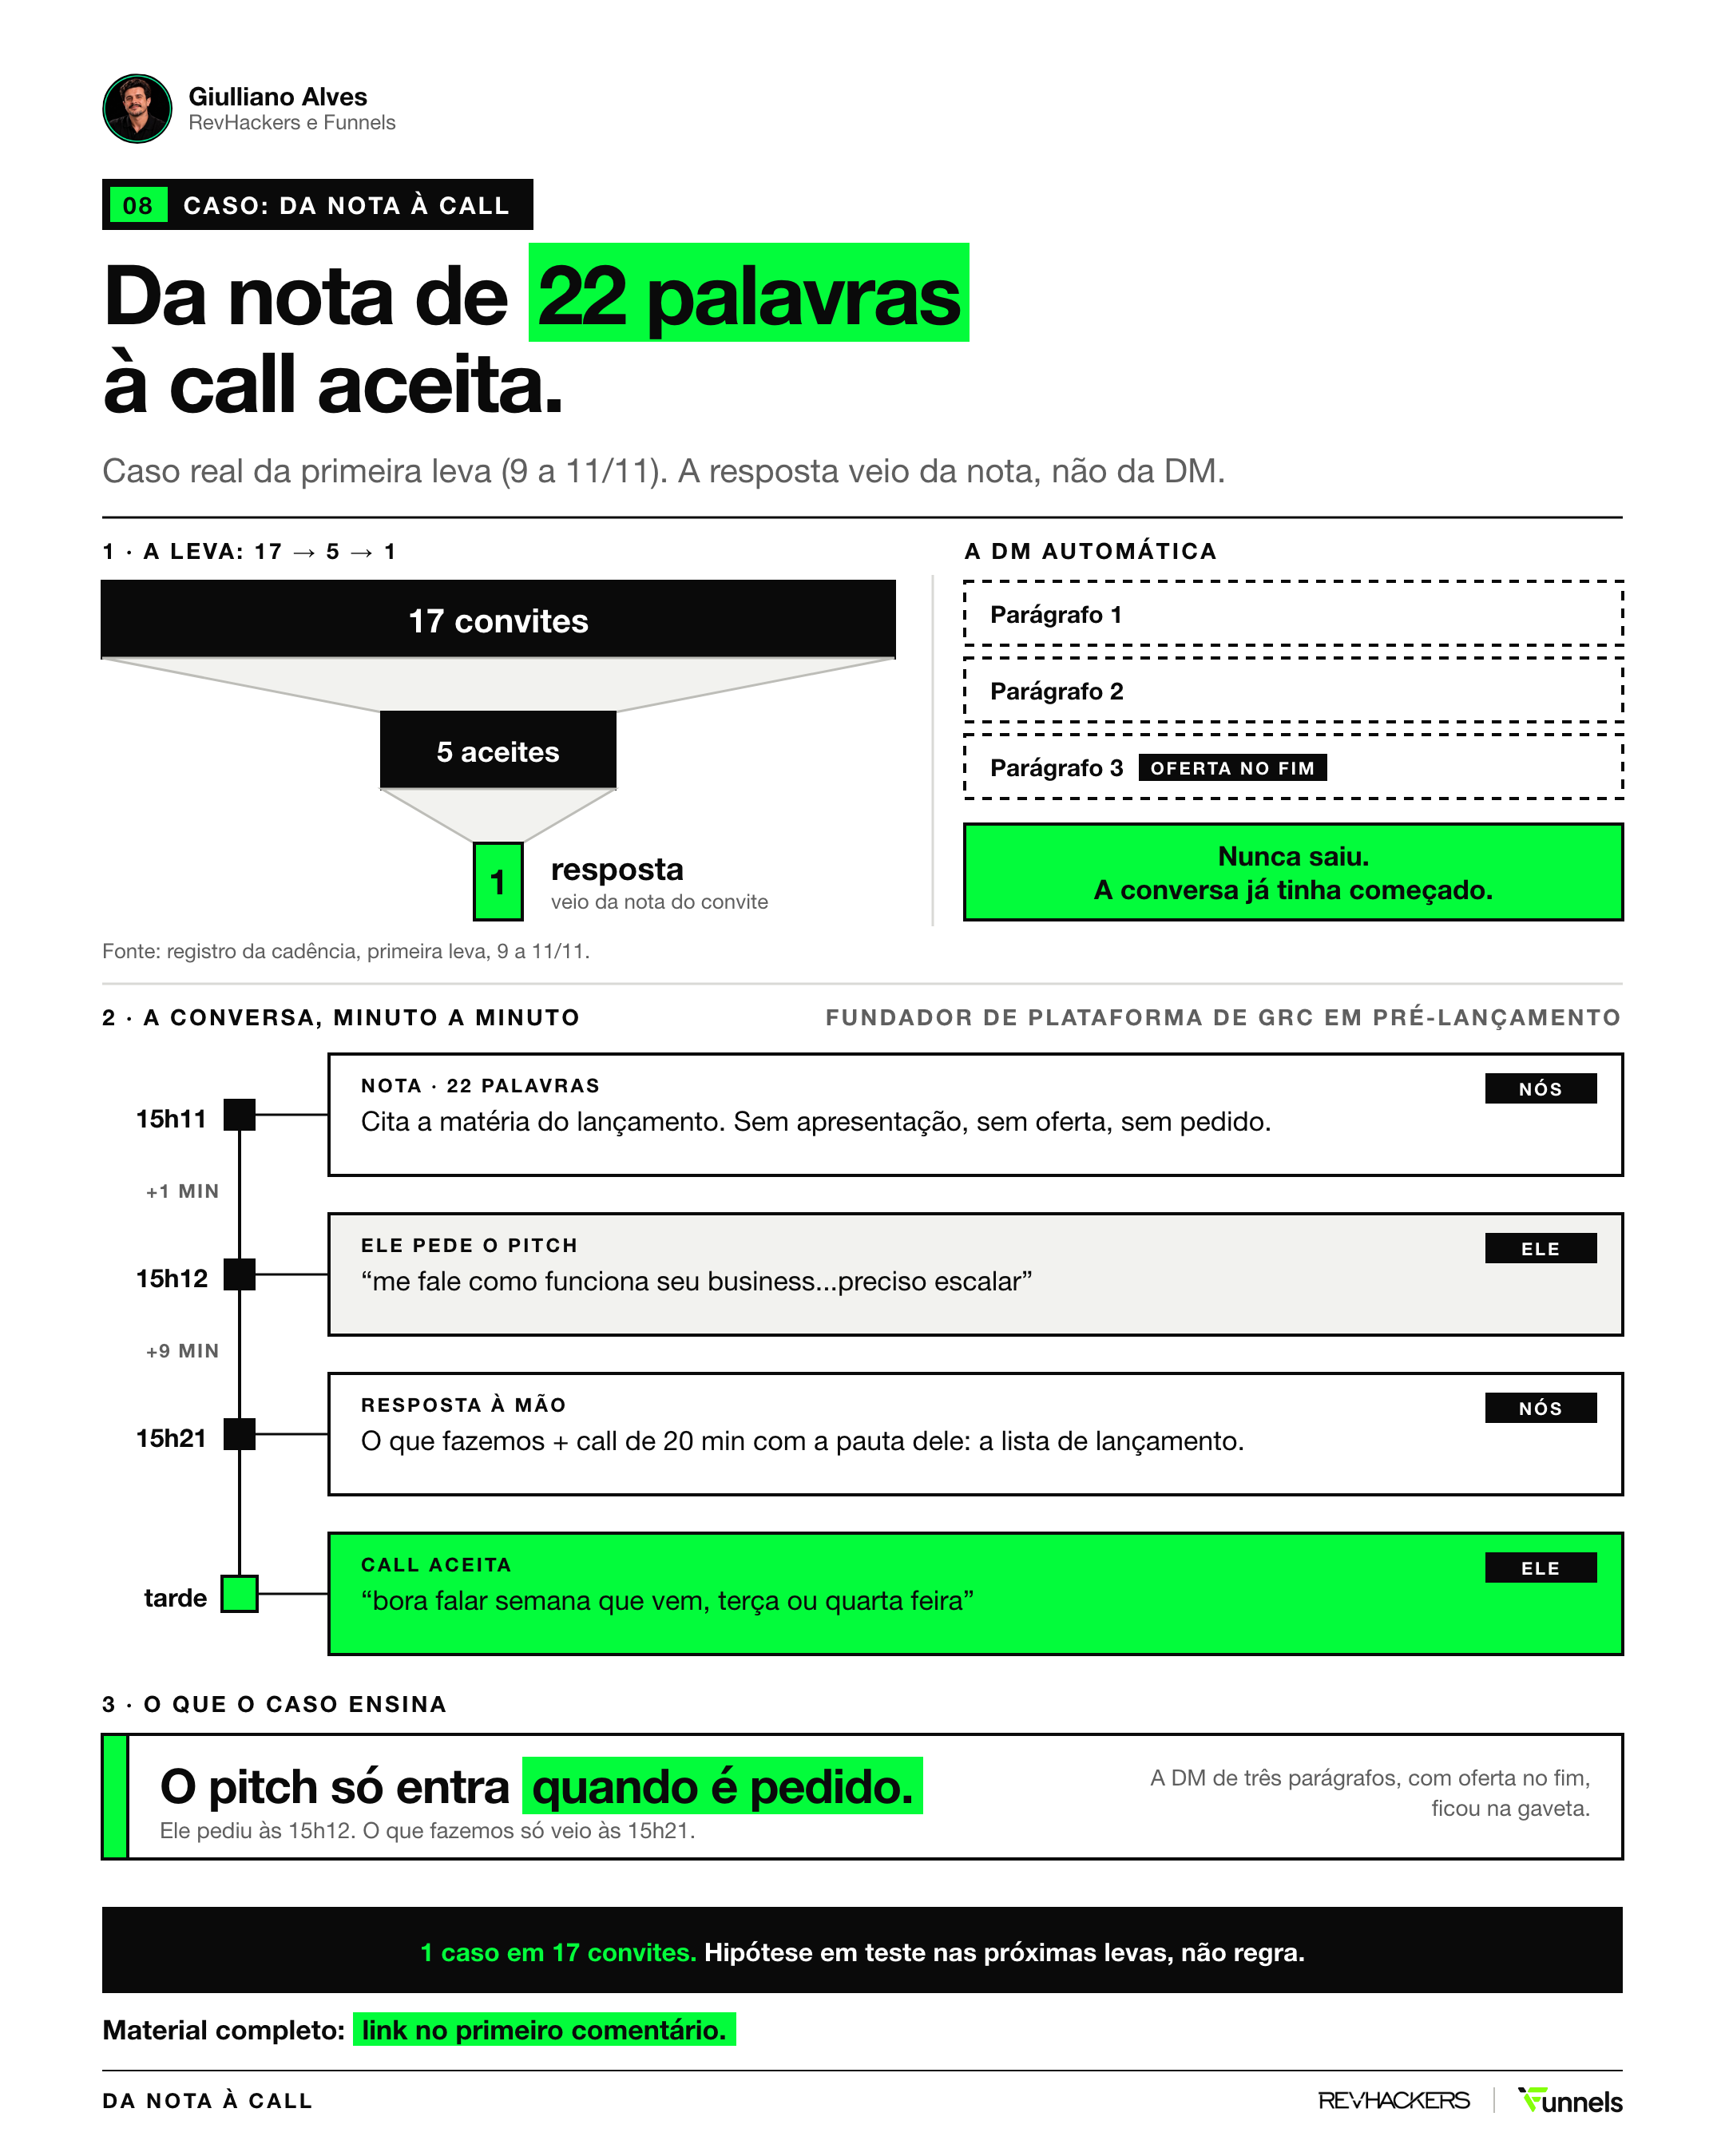 Giulliano Alves
RevHackers e Funnels
08 CASO: DA NOTA À CALL
Da nota de 22 palavras
à call aceita.
Caso real da primeira leva (9 a 11/11). A resposta veio da nota, não da DM.
1 · A LEVA: 17 → 5 → 1
17 convites
5 aceites
1 resposta
veio da nota do convite
Fonte: registro da cadência, primeira leva, 9 a 11/11.
A DM AUTOMÁTICA
Parágrafo 1
Parágrafo 2
Parágrafo 3 OFERTA NO FIM
Nunca saiu.
A conversa já tinha começado.
2 · A CONVERSA, MINUTO A MINUTO
FUNDADOR DE PLATAFORMA DE GRC EM PRÉ-LANÇAMENTO
15h11
NOTA · 22 PALAVRAS
NÓS
Cita a matéria do lançamento. Sem apresentação, sem oferta, sem pedido.
+1 MIN
15h12
ELE PEDE O PITCH
ELE
“me fale como funciona seu business...preciso escalar”
+9 MIN
15h21
RESPOSTA À MÃO
NÓS
O que fazemos + call de 20 min com a pauta dele: a lista de lançamento.
tarde
CALL ACEITA
ELE
“bora falar semana que vem, terça ou quarta feira”
3 · O QUE O CASO ENSINA
O pitch só entra quando é pedido.
Ele pediu às 15h12. O que fazemos só veio às 15h21.
A DM de três parágrafos, com oferta no fim,
ficou na gaveta.
1 caso em 17 convites. Hipótese em teste nas próximas levas, não regra.
Material completo: link no primeiro comentário.
DA NOTA À CALL
REVHACKERS
Funnels